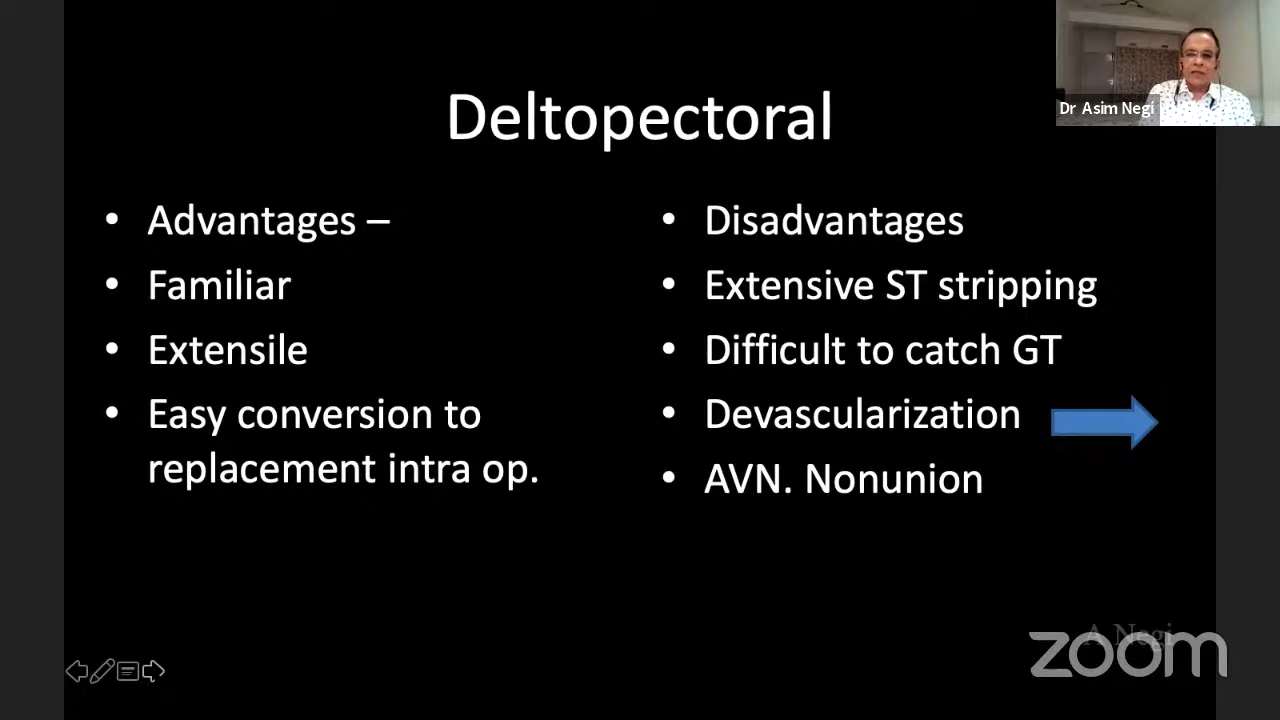 Deltopectoral
Dr Asim Negi
• Advantages –
• Familiar
• Extensile
• Easy conversion to
replacement intra op.
• Disadvantages
• Extensive ST stripping
• Difficult to catch GT
• Devascularization
• AVN. Nonunion
A Negi
zoom